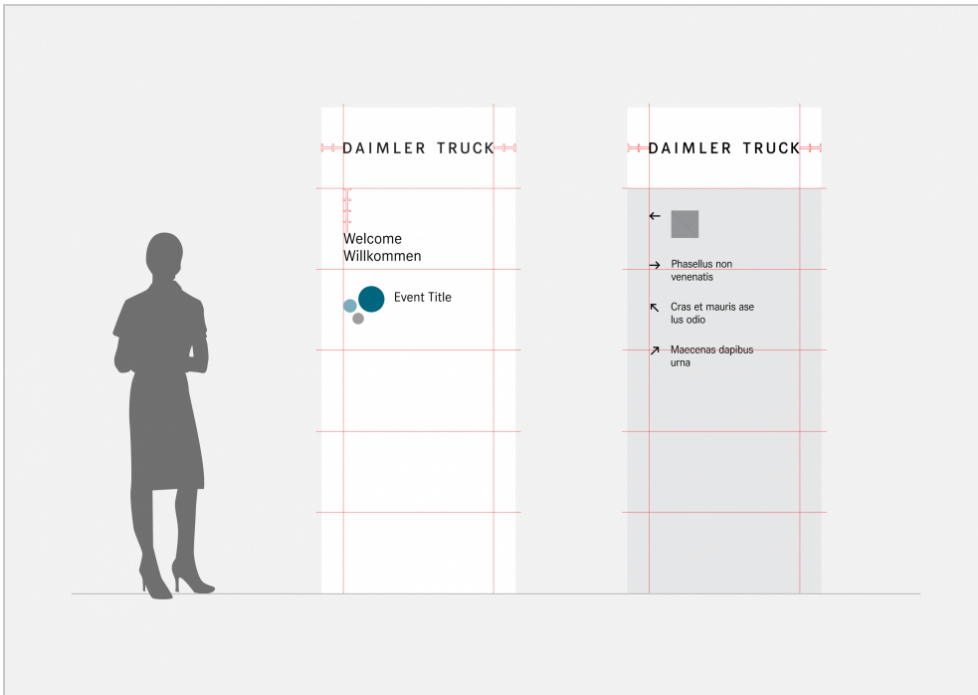 DAIMLER TRUCK
Welcome
Willkommen
Event Title
DAIMLER TRUCK
Phasellus non
venenatis
Cras et mauris ase
lus odio
Maecenas dapibus
urna